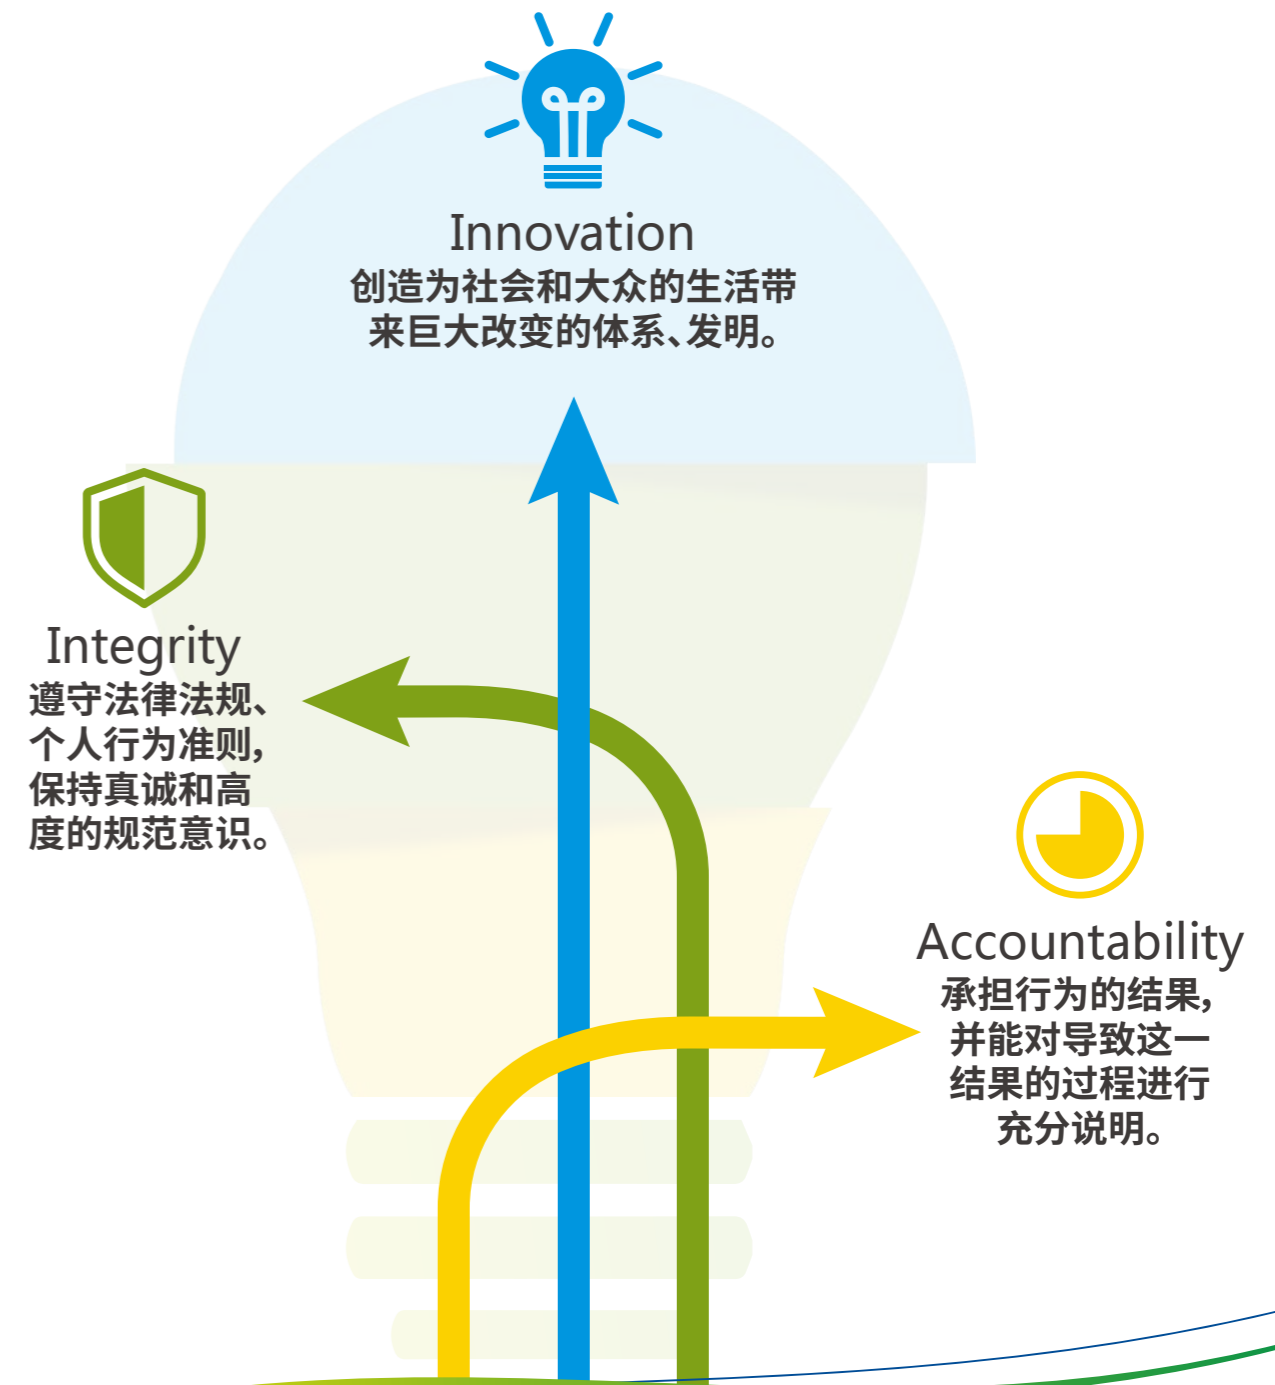 Innovation
创造为社会和大众的生活带
来巨大改变的体系、发明。
Integrity
遵守法律法规、
个人行为准则,
保持真诚和高
度的规范意识。
Accountability
承担行为的结果,
并能对导致这一
结果的过程进行
充分说明。